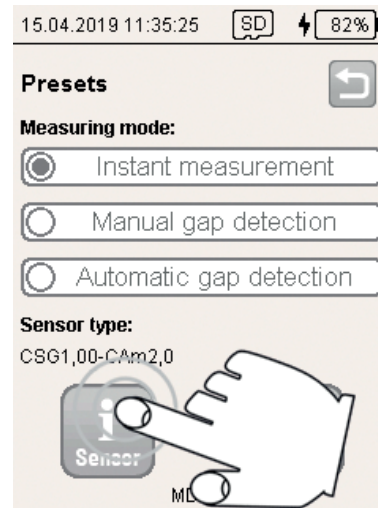 15.04.2019 11:35:25 SD 82%
Presets
Measuring mode:
Instant measurement
Manual gap detection
Automatic gap detection
Sensor type:
CSG1,00-CAm2,0
i
Sensor